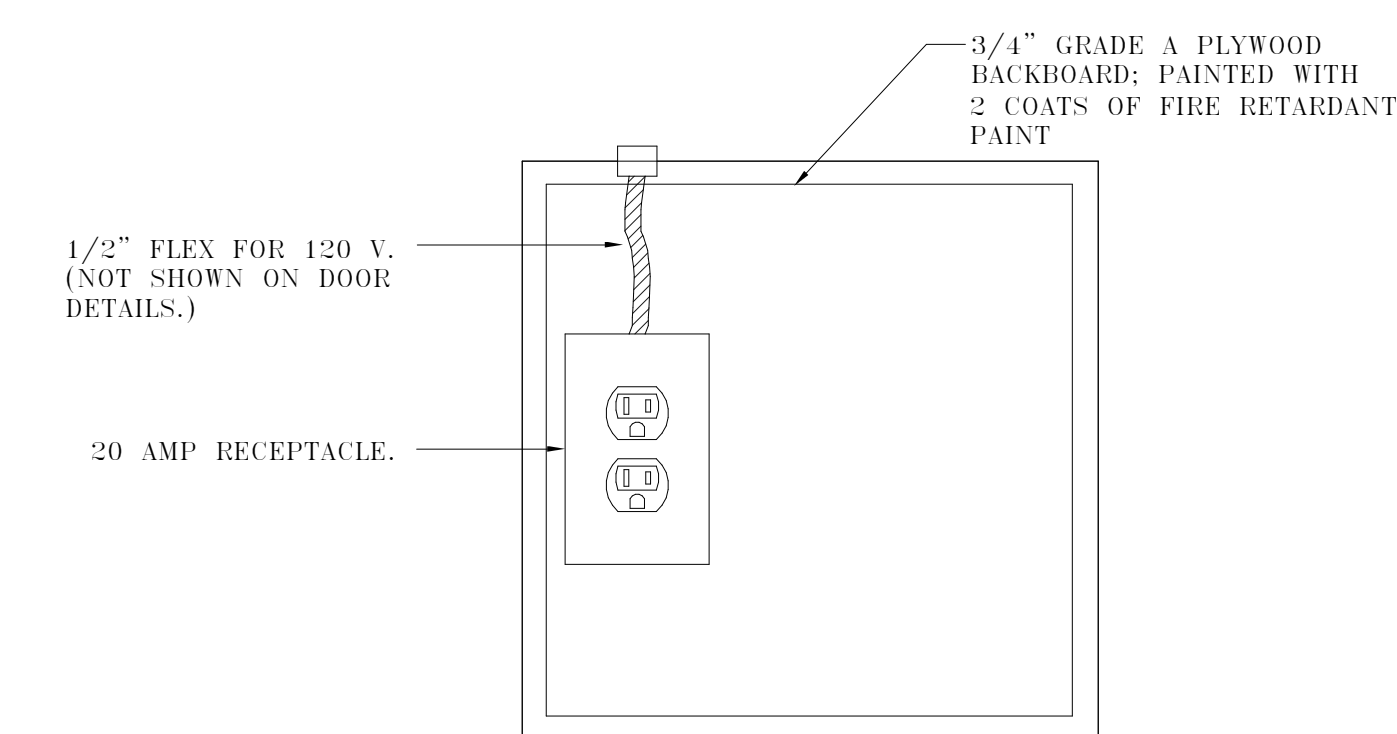 3/4” GRADE A PLYWOOD
BACKBOARD; PAINTED WITH
2 COATS OF FIRE RETARDANT
PAINT
1/2” FLEX FOR 120 V.
(NOT SHOWN ON DOOR
DETAILS.)
20 AMP RECEPTACLE.